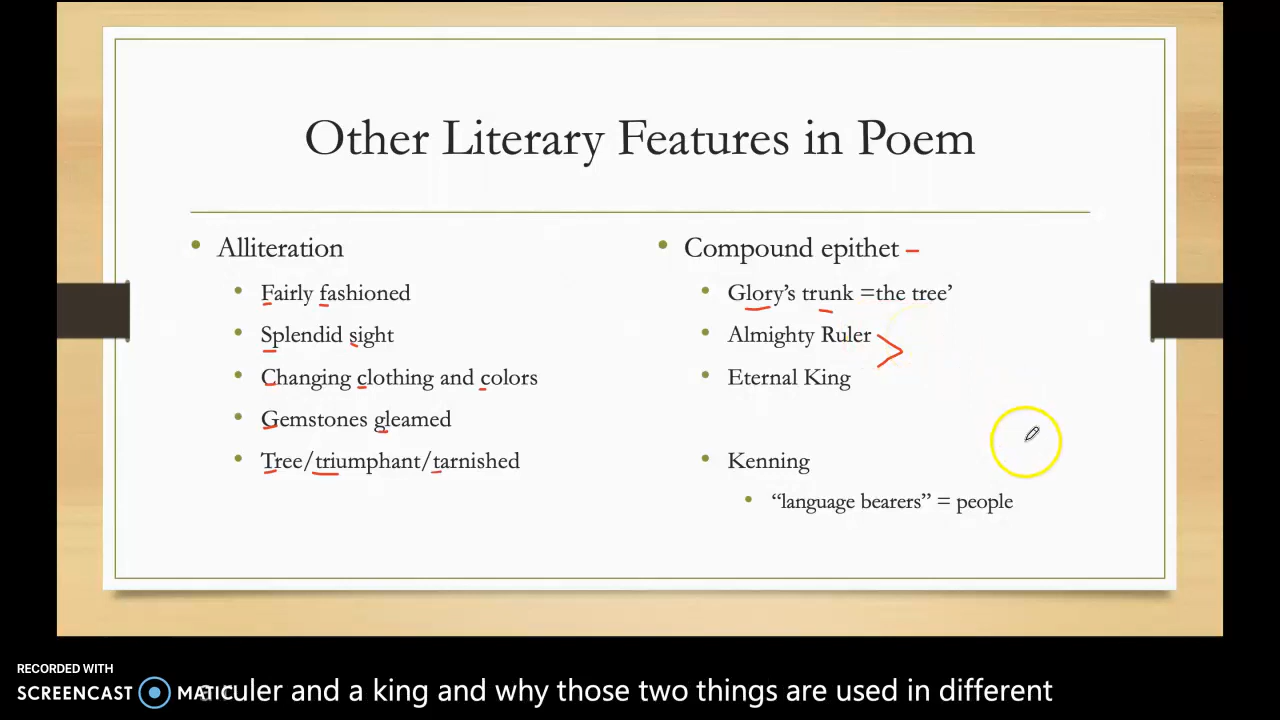 Other Literary Features in Poem
Alliteration
Fairly fashioned
Splendid sight
Changing clothing and colors
Gemstones gleamed
Tree/triumphant/tarnished
Compound epithet –
Glory's trunk =the tree'
Almighty Ruler
Eternal King
Kenning
"language bearers" = people
RECORDED WITH
SCREENCAST MATIC
ruler and a king and why those two things are used in different